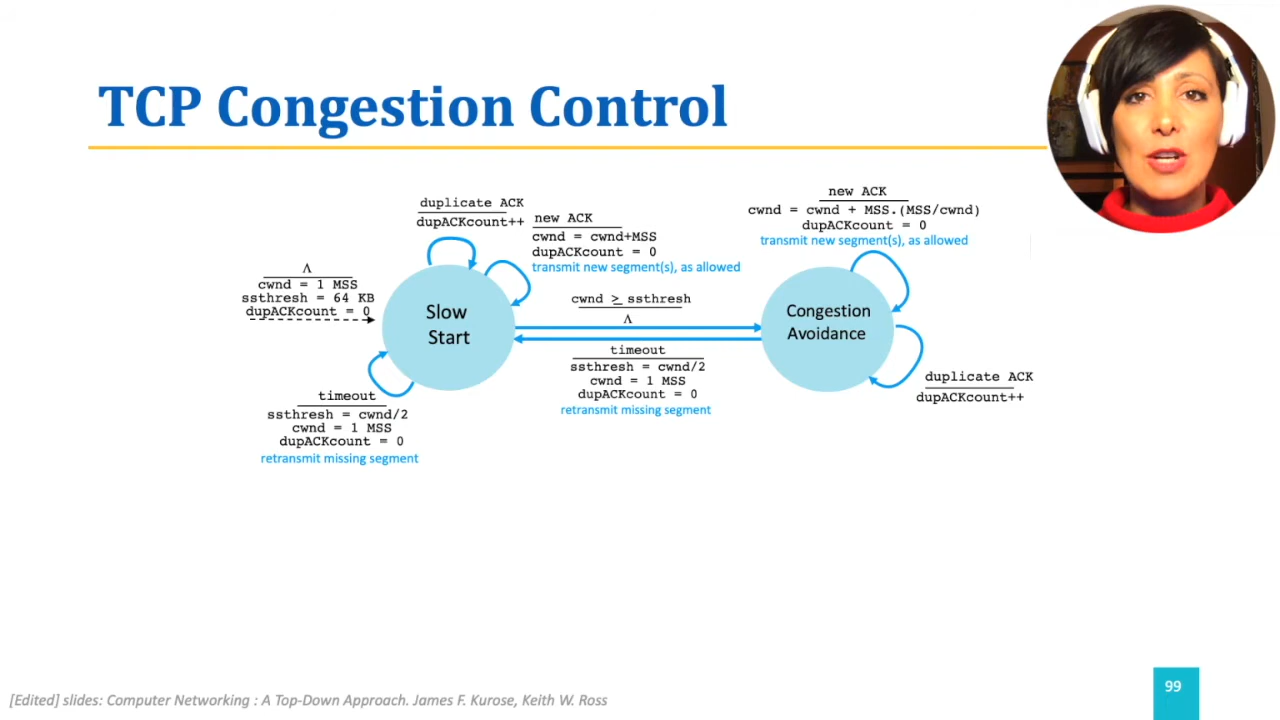 TCP Congestion Control
duplicate ACK
dupACKcount++
new ACK
cwnd = cwnd+MSS
dupACKcount = 0
transmit new segment(s), as allowed
new ACK
cwnd = cwnd + MSS.(MSS/cwnd)
dupACKcount = 0
transmit new segment(s), as allowed
Λ
cwnd = 1 MSS
ssthresh = 64 KB
dupACKcount = 0
Slow
Start
cwnd ≥ ssthresh
Λ
Congestion
Avoidance
timeout
ssthresh = cwnd/2
cwnd = 1 MSS
dupACKcount = 0
retransmit missing segment
duplicate ACK
dupACKcount++
timeout
ssthresh = cwnd/2
cwnd = 1 MSS
dupACKcount = 0
retransmit missing segment
[Edited] slides: Computer Networking : A Top-Down Approach. James F. Kurose, Keith W. Ross
99